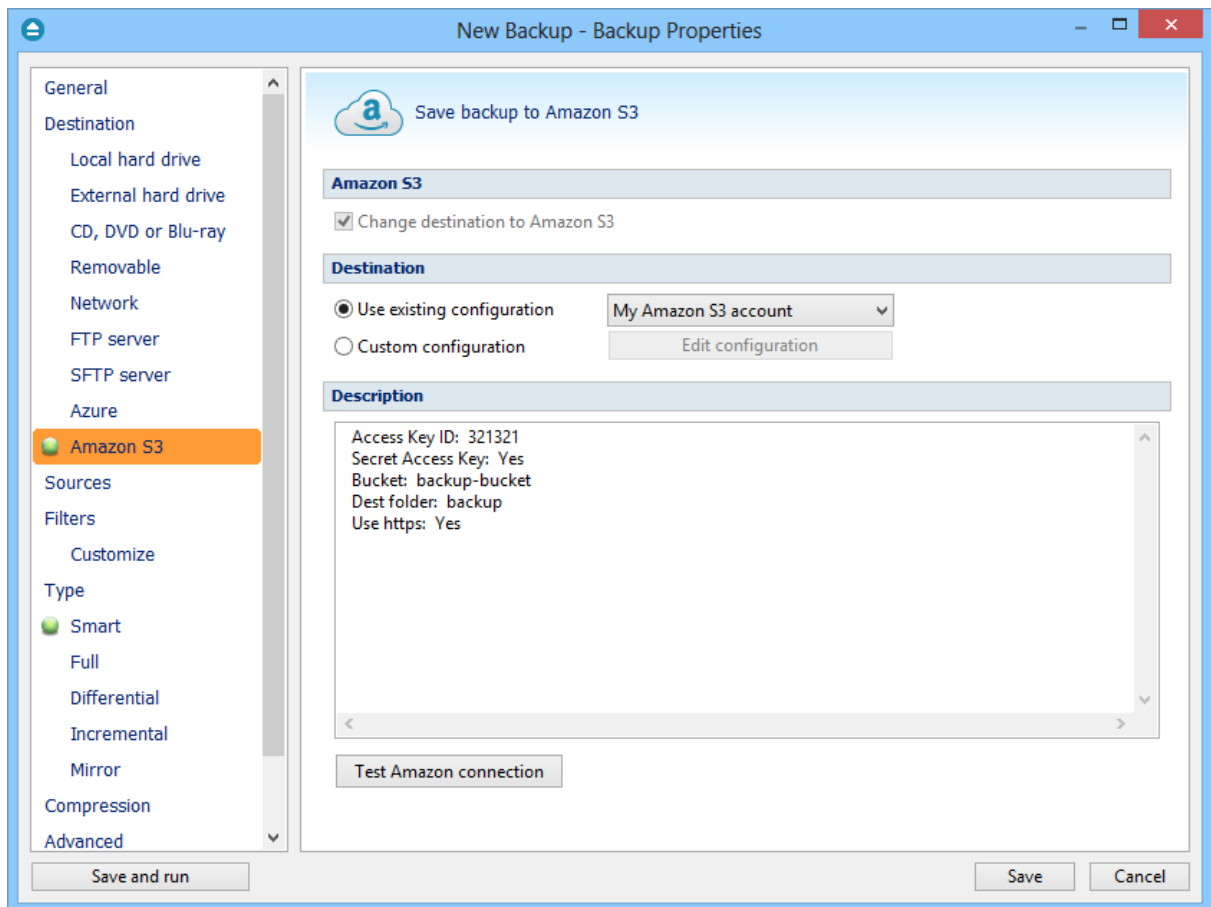 New Backup - Backup Properties
General
Destination
Local hard drive
External hard drive
CD, DVD or Blu-ray
Removable
Network
FTP server
SFTP server
Azure
Amazon S3
Sources
Filters
Customize
Type
Smart
Full
Differential
Incremental
Mirror
Compression
Advanced
a
Save backup to Amazon S3
Amazon S3
Change destination to Amazon S3
Destination
Use existing configuration My Amazon S3 account
Custom configuration Edit configuration
Description
Access Key ID: 321321
Secret Access Key: Yes
Bucket: backup-bucket
Dest folder: backup
Use https: Yes
Test Amazon connection
Save and run Save Cancel